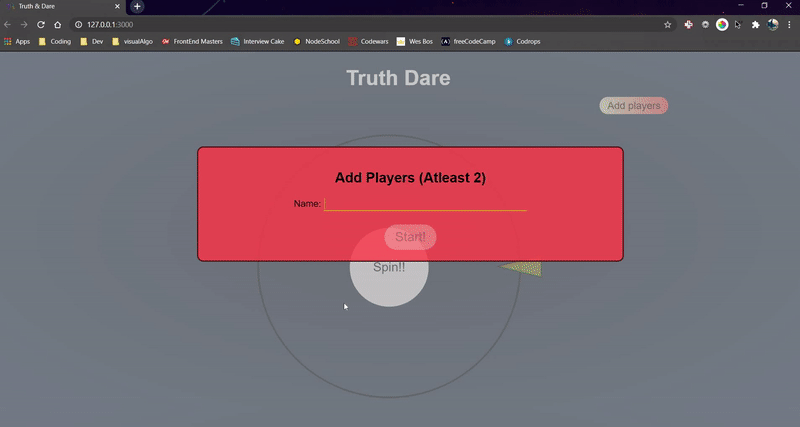 Truth & Dare
127.0.0.1:3000
Apps Coding Dev visualAlgo FrontEnd Masters Interview Cake NodeSchool Codewars Wes Bos freeCodeCamp Codrops
Truth Dare
Add players
Add Players (Atleast 2)
Name:
Start!
Spin!!